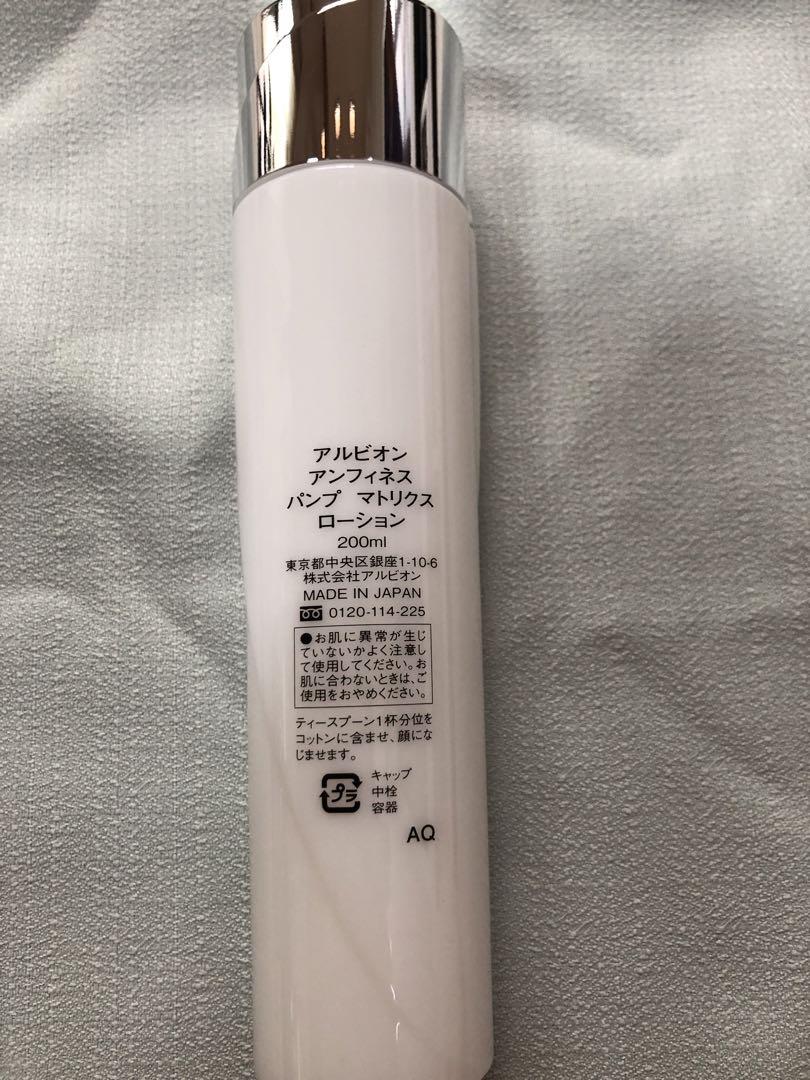 アルビオン
アンフィネス
パンプ マトリクス
ローション
200ml
東京都中央区銀座1-10-6
株式会社アルビオン
MADE IN JAPAN
0120-114-225
●お肌に異常が生じ
ていないかよく注意し
て使用してください。お
肌に合わないときは、ご
使用をおやめください。
ティースプーン1杯分位を
コットンに含ませ、顔にな
じませます。
プラ
キャップ
中栓
容器
AQ